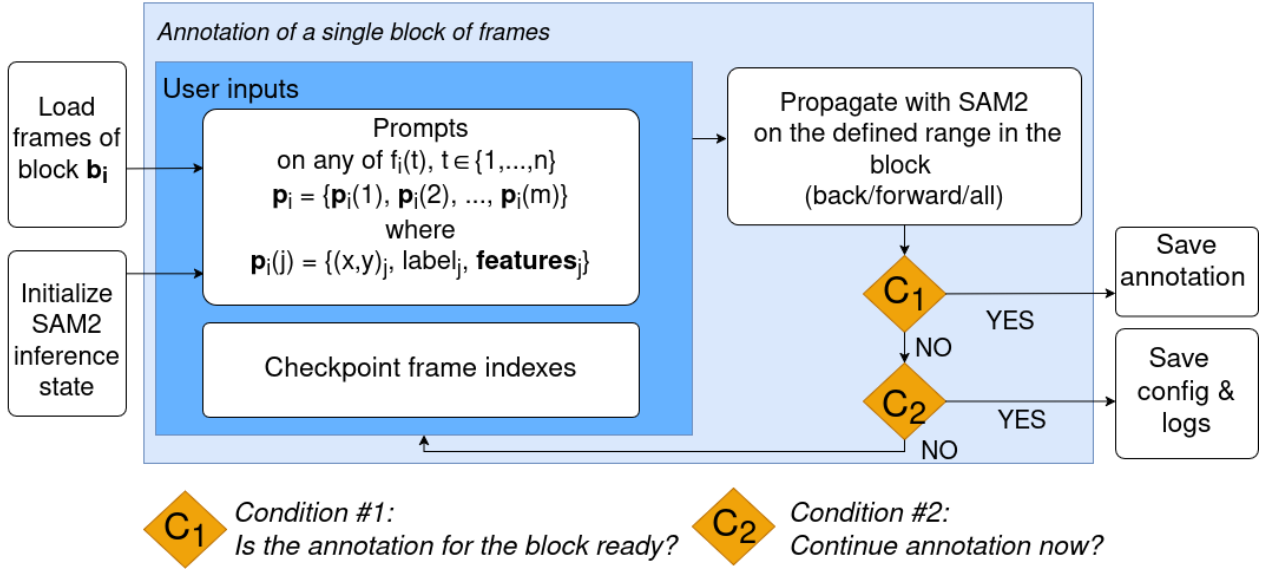 Annotation of a single block of frames
Load
frames of
block bᵢ
Initialize
SAM2
inference
state
User inputs
Prompts
on any of fᵢ(t), t ∈ {1,...,n}
pᵢ = {pᵢ(1), pᵢ(2), ..., pᵢ(m)}
where
pᵢ(j) = {(x,y)ⱼ, labelⱼ, featuresⱼ}
Checkpoint frame indexes
Propagate with SAM2
on the defined range in the
block
(back/forward/all)
C₁
YES
NO
Save
annotation
C₂
YES
NO
Save
config &
logs
C₁
Condition #1:
Is the annotation for the block ready?
C₂
Condition #2:
Continue annotation now?